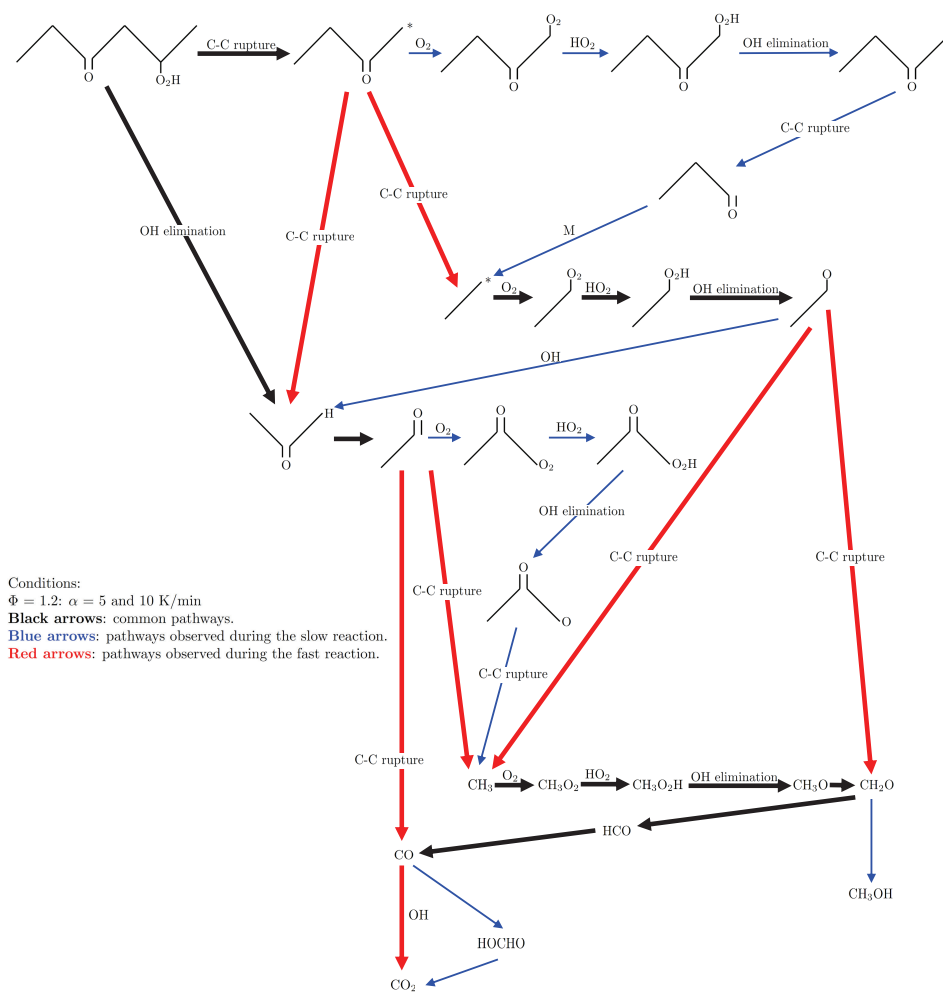 O₂ O₂H
C-C rupture * O₂ HO₂ OH elimination
O O₂H O O O O
C-C rupture
C-C rupture
OH elimination C-C rupture
O
M
* O₂ O₂ HO₂ O₂H OH elimination O
OH
H O O₂ O HO₂ O
O O₂ O₂H
OH elimination
C-C rupture C-C rupture
O
Conditions:
Φ = 1.2: α = 5 and 10 K/min
Black arrows: common pathways.
Blue arrows: pathways observed during the slow reaction.
Red arrows: pathways observed during the fast reaction.
C-C rupture
O
C-C rupture
C-C rupture
CH₃ O₂ CH₃O₂ HO₂ CH₃O₂H OH elimination CH₃O CH₂O
HCO
CO
CH₃OH
OH
HOCHO
CO₂